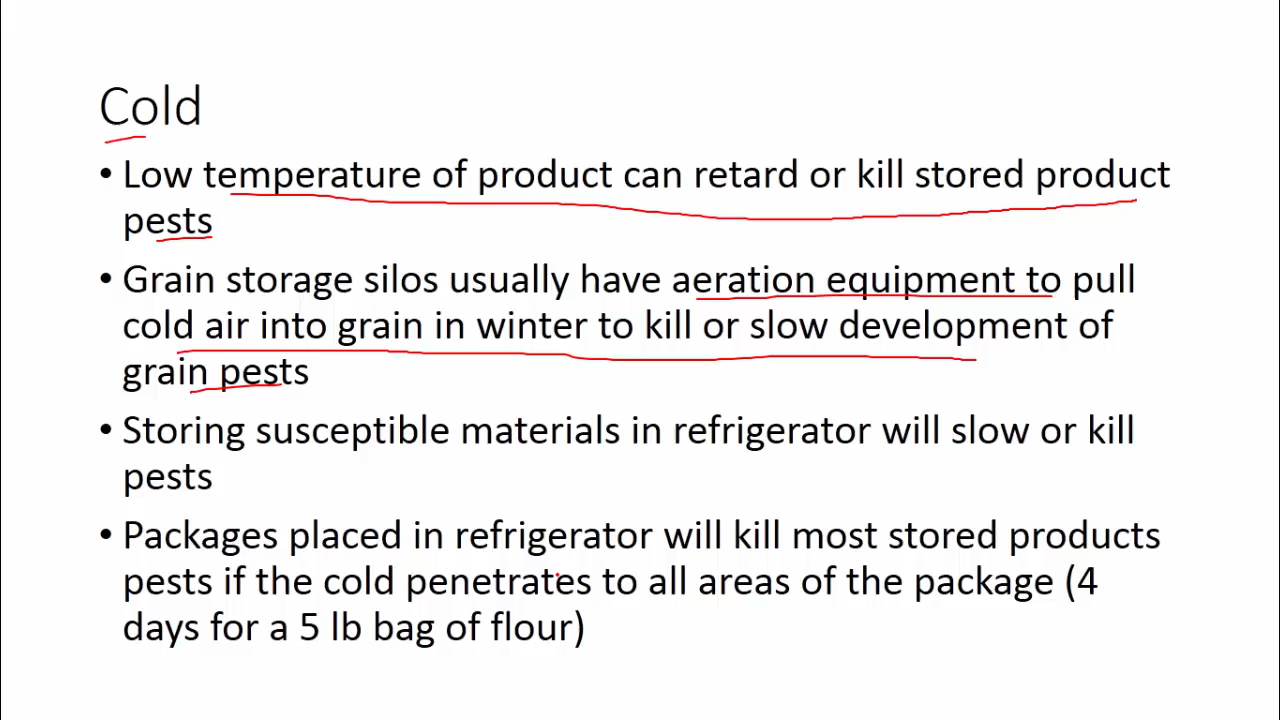 Cold
• Low temperature of product can retard or kill stored product
pests
• Grain storage silos usually have aeration equipment to pull
cold air into grain in winter to kill or slow development of
grain pests
• Storing susceptible materials in refrigerator will slow or kill
pests
• Packages placed in refrigerator will kill most stored products
pests if the cold penetrates to all areas of the package (4
days for a 5 lb bag of flour)